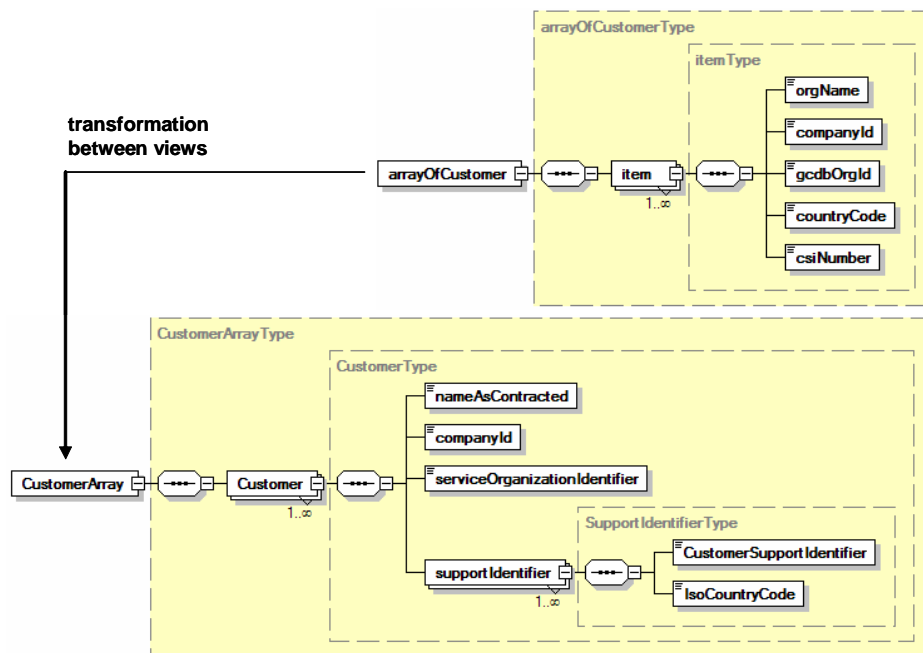 arrayOfCustomerType
itemType
orgName
transformation
between views
companyId
arrayOfCustomer
item
gcdbOrgId
1..∞
countryCode
csiNumber
CustomerArrayType
CustomerType
nameAsContracted
companyId
CustomerArray
Customer
serviceOrganizationIdentifier
1..∞
SupportIdentifierType
CustomerSupportIdentifier
supportIdentifier
IsoCountryCode
1..∞